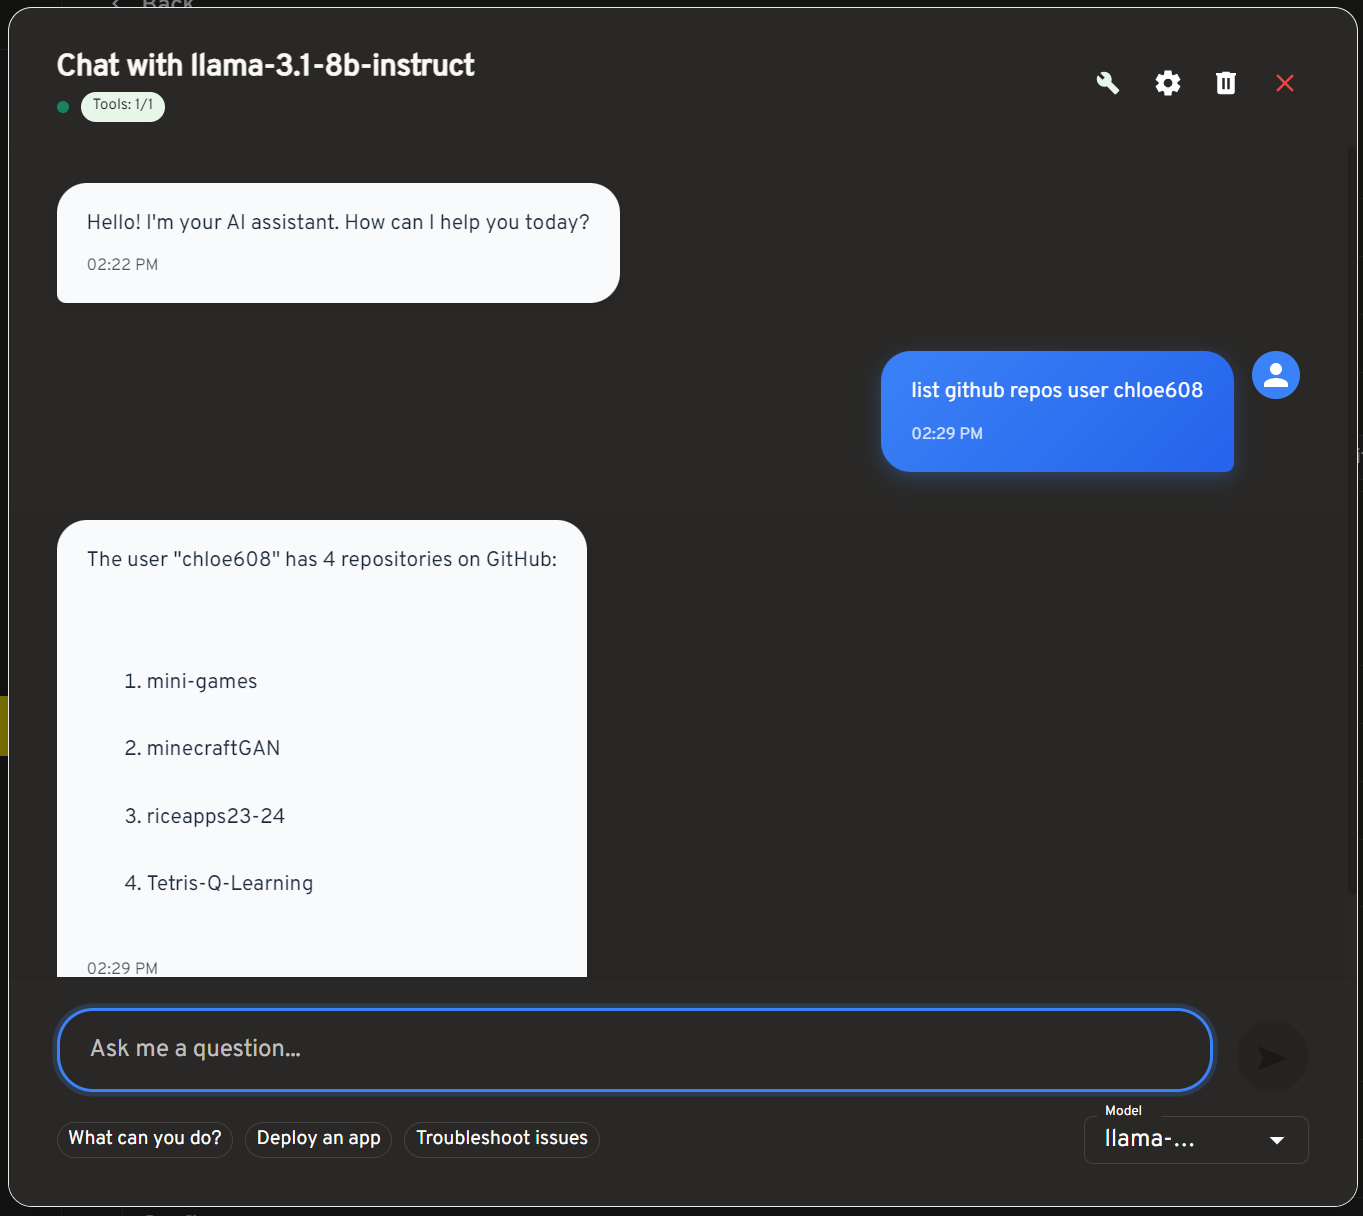 Back
Chat with llama-3.1-8b-instruct
Tools: 1/1
Hello! I'm your AI assistant. How can I help you today?
02:22 PM
list github repos user chloe608
02:29 PM
The user "chloe608" has 4 repositories on GitHub:
1. mini-games
2. minecraftGAN
3. riceapps23-24
4. Tetris-Q-Learning
02:29 PM
Ask me a question...
What can you do?
Deploy an app
Troubleshoot issues
Model
llama-...